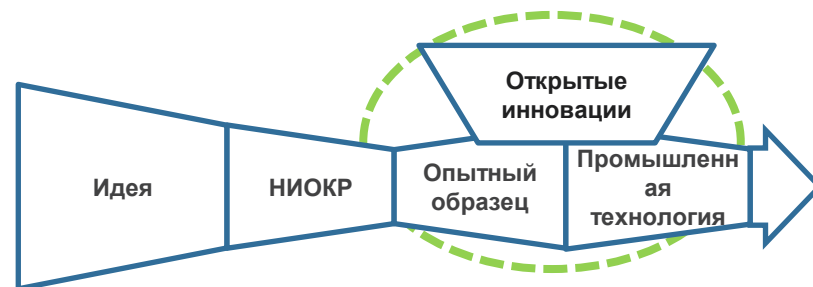 Открытые
инновации
Идея
НИОКР
Опытный
образец
Промышленн
ая
технология